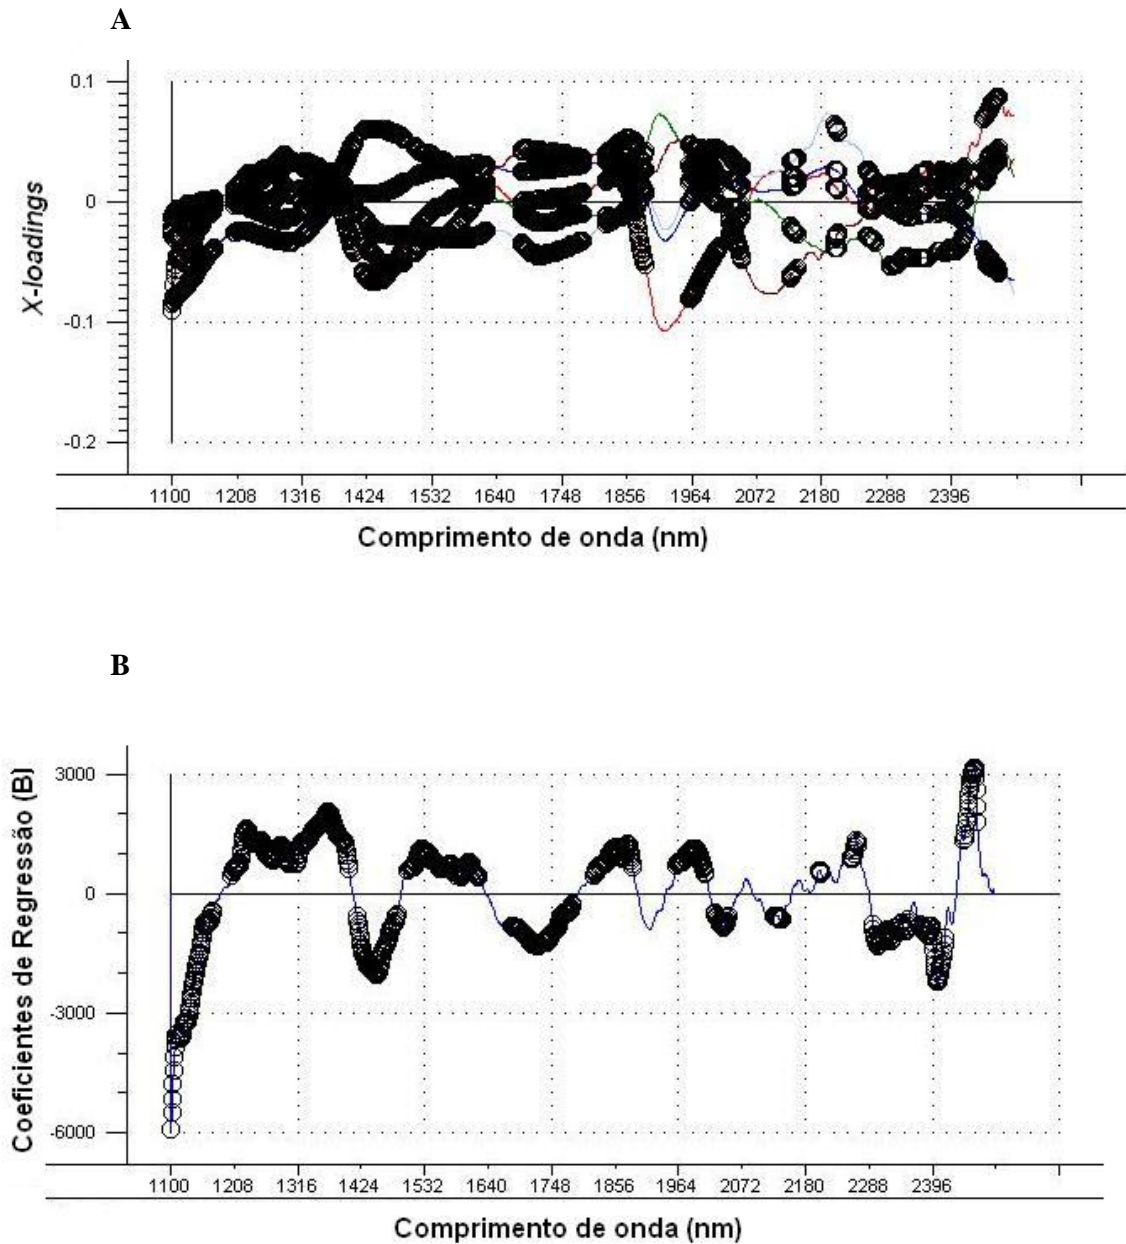 A
0.1
0
-0.1
-0.2
X-loadings
1100 1208 1316 1424 1532 1640 1748 1856 1964 2072 2180 2288 2396
Comprimento de onda (nm)
B
3000
0
-3000
-6000
Coeficientes de Regressão (B)
1100 1208 1316 1424 1532 1640 1748 1856 1964 2072 2180 2288 2396
Comprimento de onda (nm)